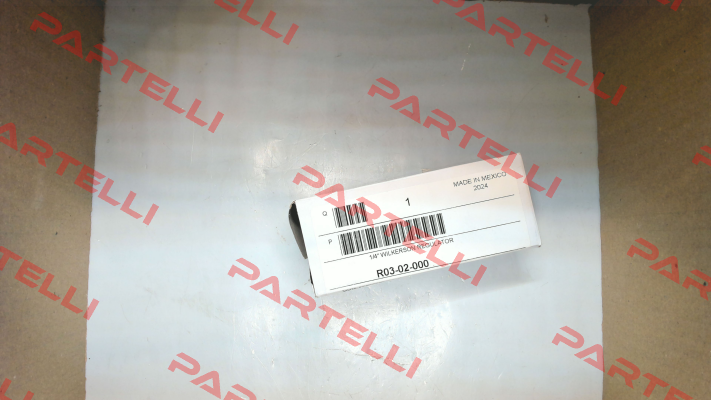 Q 1 MADE IN MEXICO
2024
P
1/4" WILKERSON REGULATOR
R03-02-000
PARTELLI
PARTELLI
PARTELLI
PARTELLI
PARTELLI
PARTELLI
PARTELLI
PARTELLI
PARTELLI